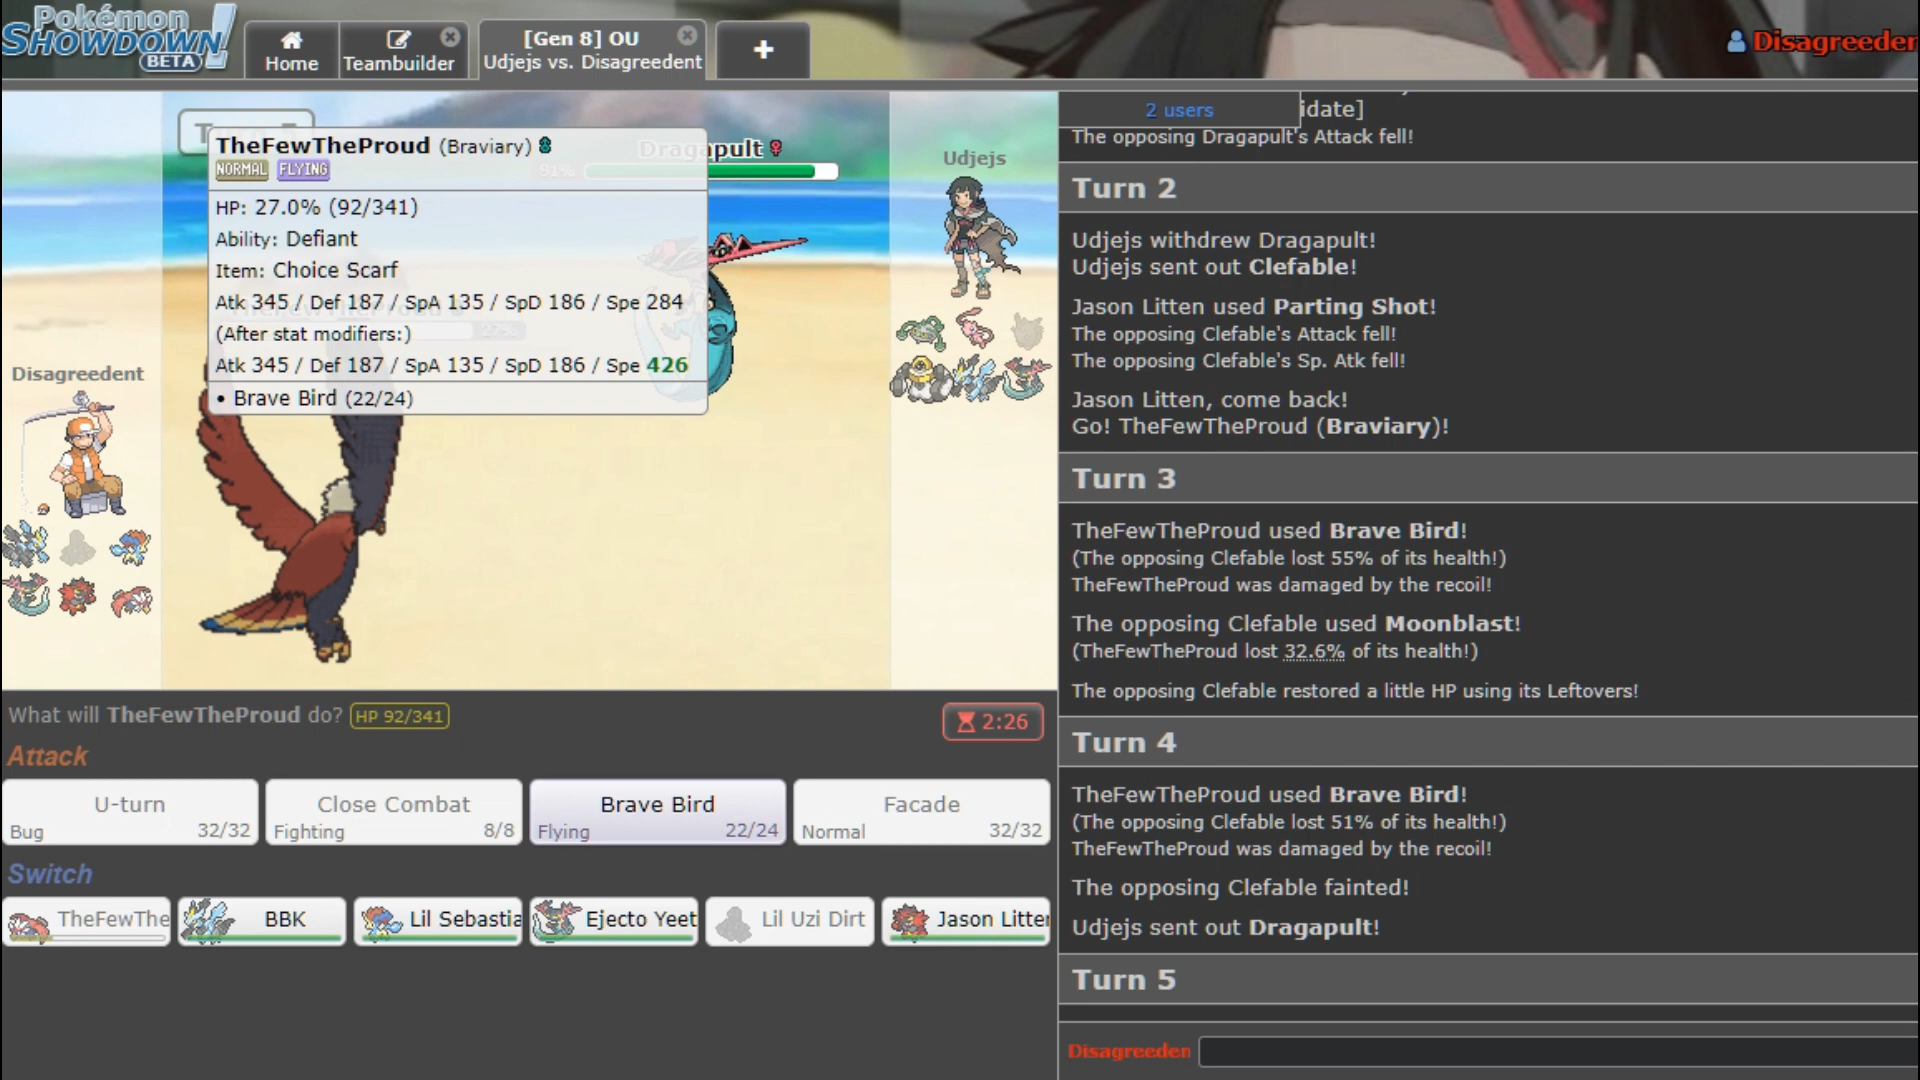 Pokémon
SHOWDOWN!
BETA
Home
Teambuilder
[Gen 8] OU
Udjejs vs. Disagreedent
+
Disagreeden
TheFewTheProud (Braviary)
NORMAL FLYING
HP: 27.0% (92/341)
Ability: Defiant
Item: Choice Scarf
Atk 345 / Def 187 / SpA 135 / SpD 186 / Spe 284
(After stat modifiers:)
Atk 345 / Def 187 / SpA 135 / SpD 186 / Spe 426
• Brave Bird (22/24)
Dragapult
91%
27%
Udjejs
Disagreedent
What will TheFewTheProud do? HP 92/341
2:26
Attack
U-turn
Bug 32/32
Close Combat
Fighting 8/8
Brave Bird
Flying 22/24
Facade
Normal 32/32
Switch
TheFewThe
BBK
Lil Sebastia
Ejecto Yeet
Lil Uzi Dirt
Jason Litter
2 users
idate]
The opposing Dragapult's Attack fell!
Turn 2
Udjejs withdrew Dragapult!
Udjejs sent out Clefable!
Jason Litten used Parting Shot!
The opposing Clefable's Attack fell!
The opposing Clefable's Sp. Atk fell!
Jason Litten, come back!
Go! TheFewTheProud (Braviary)!
Turn 3
TheFewTheProud used Brave Bird!
(The opposing Clefable lost 55% of its health!)
TheFewTheProud was damaged by the recoil!
The opposing Clefable used Moonblast!
(TheFewTheProud lost 32.6% of its health!)
The opposing Clefable restored a little HP using its Leftovers!
Turn 4
TheFewTheProud used Brave Bird!
(The opposing Clefable lost 51% of its health!)
TheFewTheProud was damaged by the recoil!
The opposing Clefable fainted!
Udjejs sent out Dragapult!
Turn 5
Disagreeden